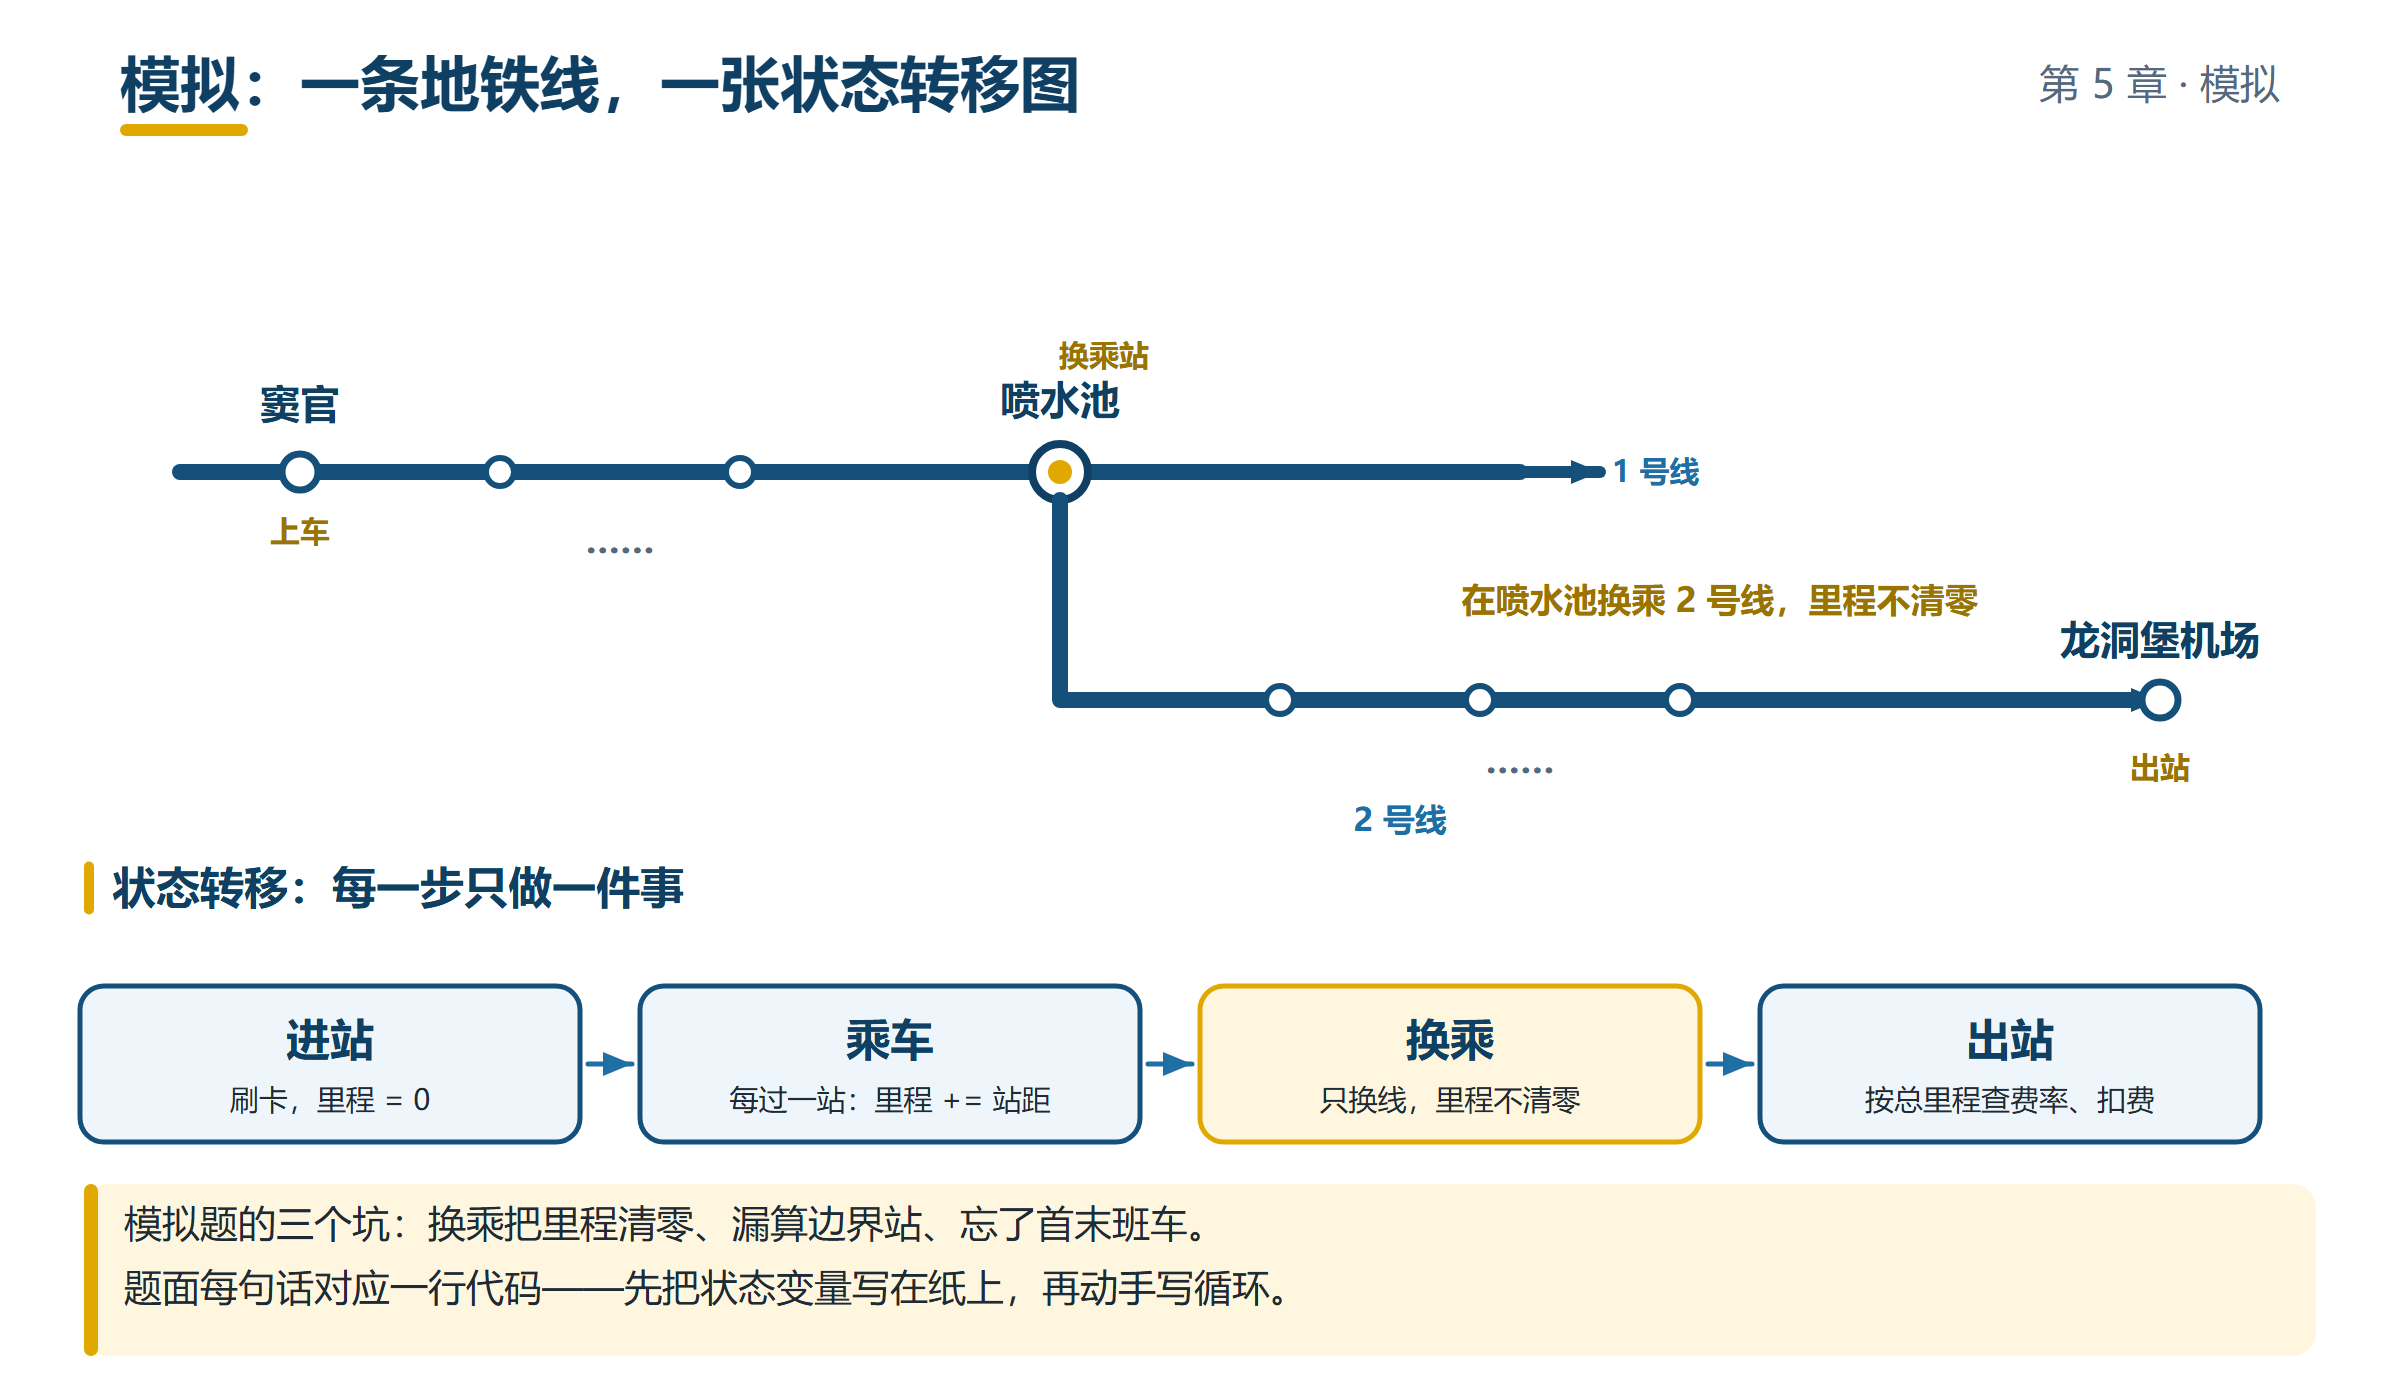 模拟：一条地铁线，一张状态转移图
第 5 章 · 模拟
换乘站
窦官
喷水池
1 号线
上车
……
在喷水池换乘 2 号线，里程不清零
龙洞堡机场
……
出站
2 号线
状态转移：每一步只做一件事
进站
刷卡，里程 = 0
乘车
每过一站：里程 += 站距
换乘
只换线，里程不清零
出站
按总里程查费率、扣费
模拟题的三个坑：换乘把里程清零、漏算边界站、忘了首末班车。
题面每句话对应一行代码——先把状态变量写在纸上，再动手写循环。